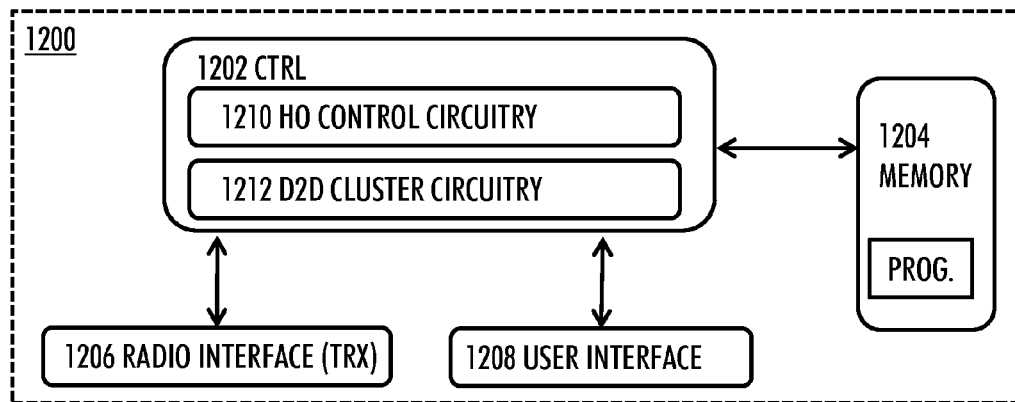 1200
1202 CTRL
1210 HO CONTROL CIRCUITRY
1212 D2D CLUSTER CIRCUITRY
1204
MEMORY
PROG.
1206 RADIO INTERFACE (TRX)
1208 USER INTERFACE